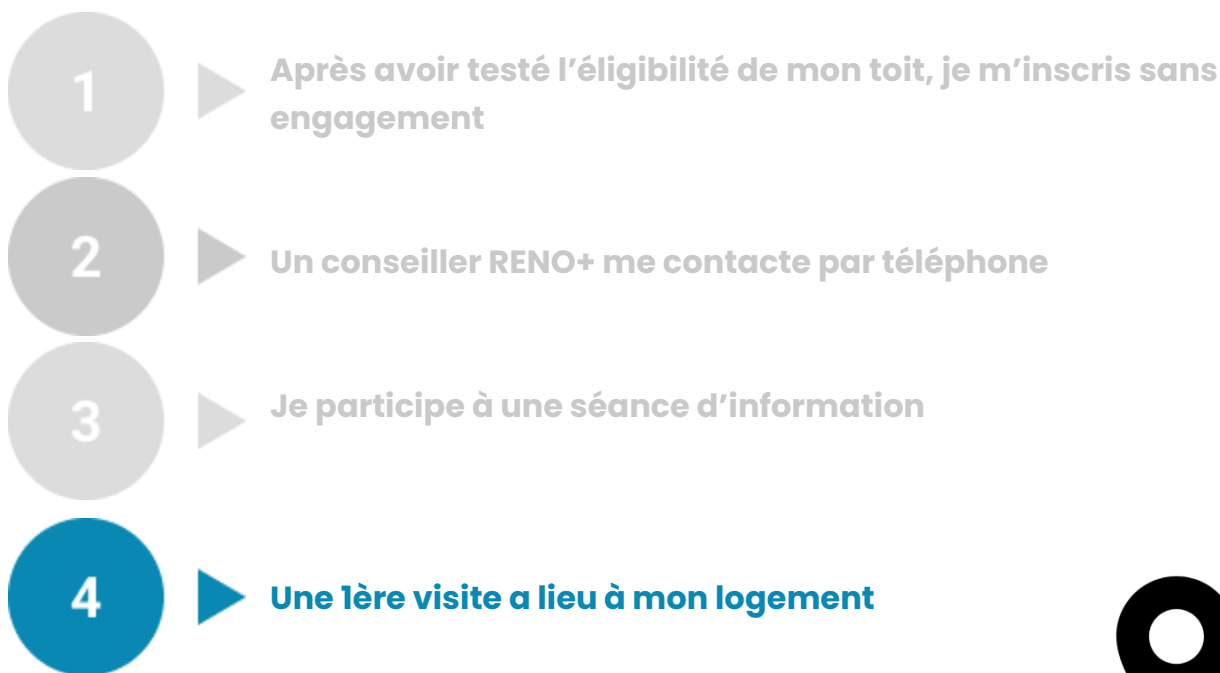 1
Après avoir testé l’éligibilité de mon toit, je m’inscris sans
engagement
2
Un conseiller RENO+ me contacte par téléphone
3
Je participe à une séance d’information
4
Une 1ère visite a lieu à mon logement